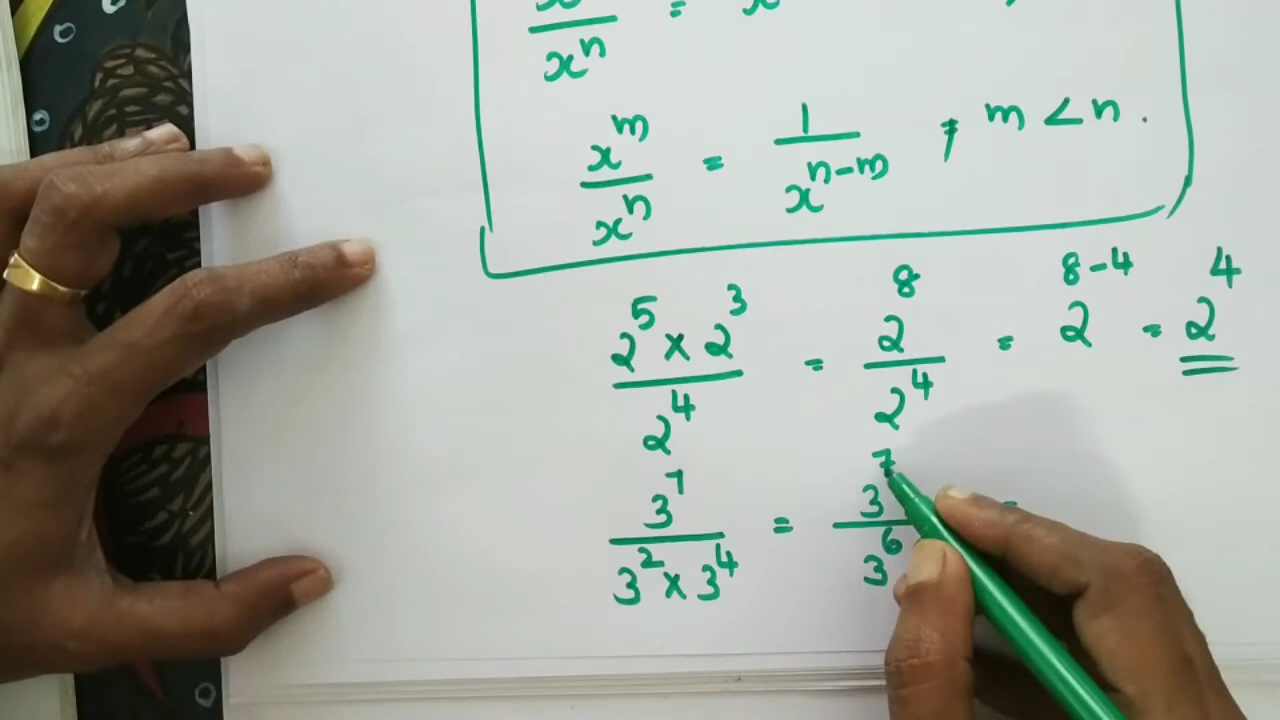 x^m/x^n = 1/x^(n-m) , m < n .
(2^5 × 2^3)/2^4 = 2^8/2^4 = 2^(8-4) = 2^4
3^7/(3^2 × 3^4) = 3^7/3^6 =